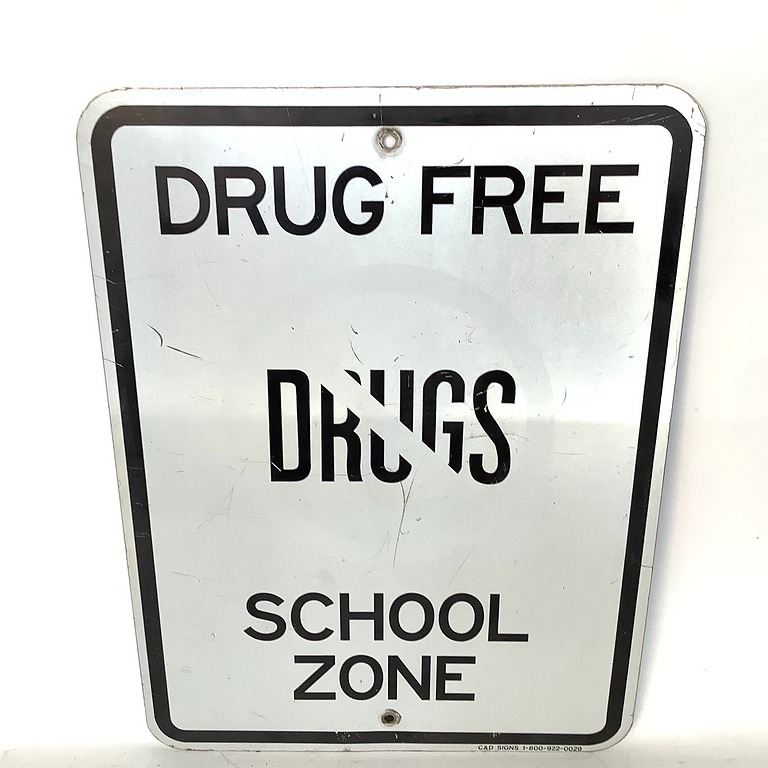 DRUG FREE
DRUGS
SCHOOL
ZONE
C&D SIGNS 1-800-922-0029